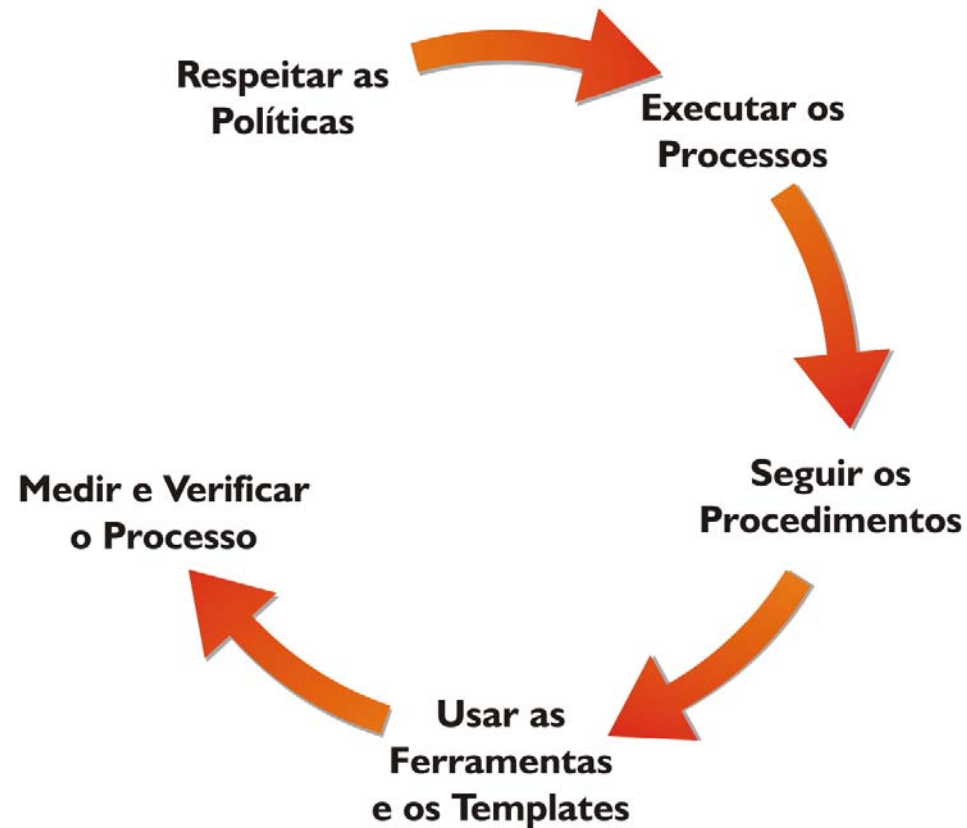 Respeitar as
Políticas
Executar os
Processos
Seguir os
Procedimentos
Usar as
Ferramentas
e os Templates
Medir e Verificar
o Processo